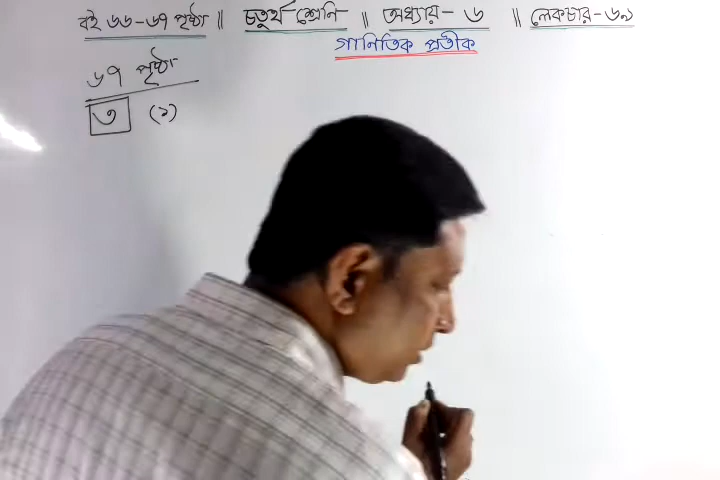 বই ৬৬-৬৭ পৃষ্ঠা || চতুর্থ শ্রেনি || অধ্যায়- ৬ || লেকচার-৬৯
গানিতিক প্রতীক
৬৭ পৃষ্ঠা
৩ (১)